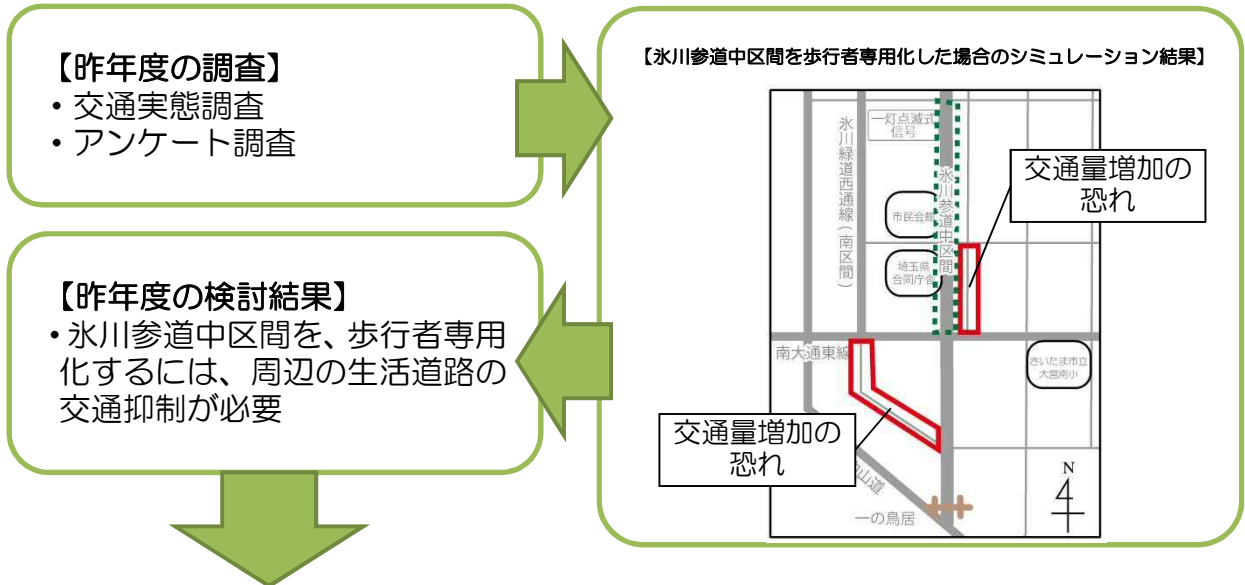 【昨年度の調査】
・交通実態調査
・アンケート調査
【氷川参道中区間を歩行者専用化した場合のシミュレーション結果】
一灯点滅式
信号
氷川緑道西通線(南区間)
氷川参道中区間
市民会館
埼玉県
合同庁舎
交通量増加の
恐れ
南大通東線
さいたま市立
大宮南小
交通量増加の
恐れ
山道
一の鳥居
N
【昨年度の検討結果】
・氷川参道中区間を、歩行者専用
化するには、周辺の生活道路の
交通抑制が必要